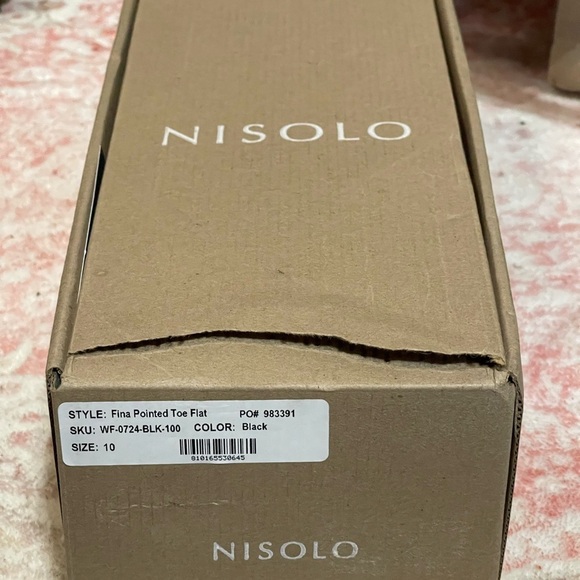 NISOLO
STYLE: Fina Pointed Toe Flat PO# 983391
SKU: WF-0724-BLK-100 COLOR: Black
SIZE: 10
810165530645
NISOLO